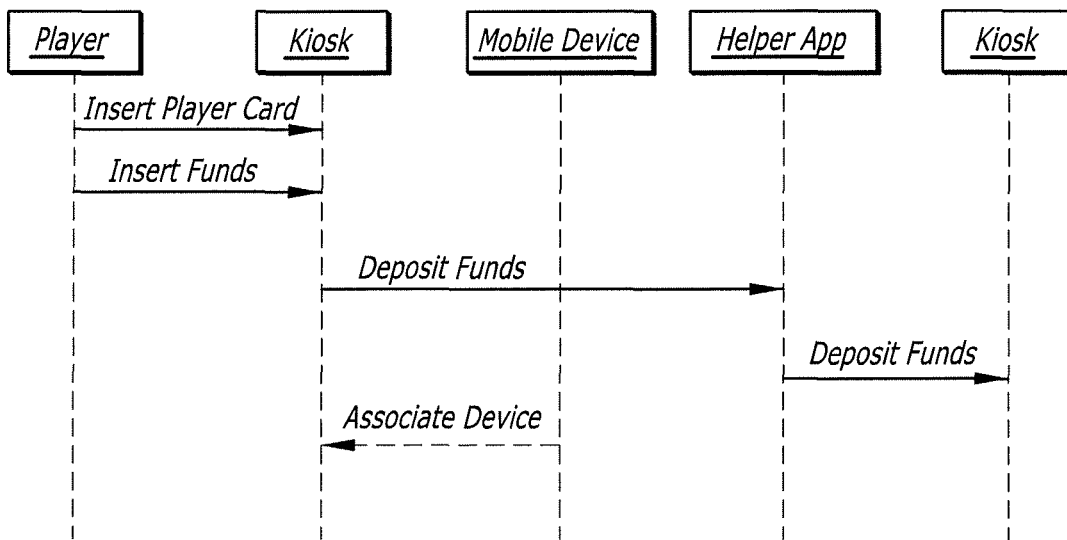 Player
Kiosk
Mobile Device
Helper App
Kiosk
Insert Player Card
Insert Funds
Deposit Funds
Deposit Funds
Associate Device